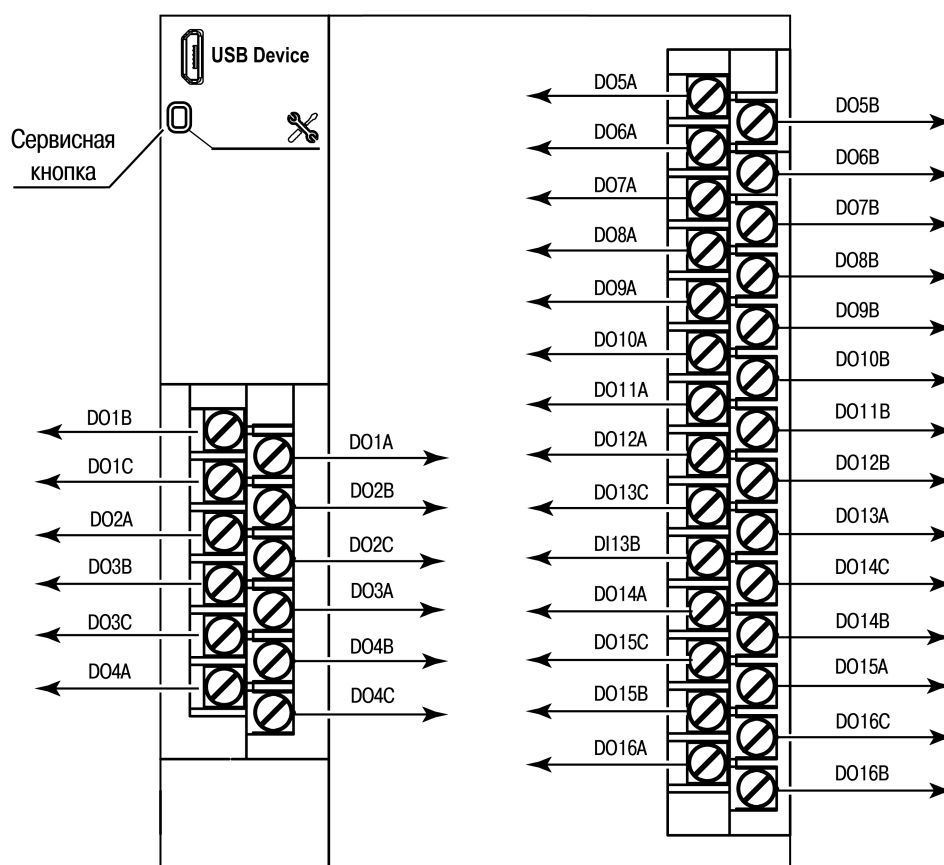 USB Device
Сервисная
кнопка
DO1B
DO1C
DO2A
DO3B
DO3C
DO4A
DO1A
DO2B
DO2C
DO3A
DO4B
DO4C
DO5A
DO6A
DO7A
DO8A
DO9A
DO10A
DO11A
DO12A
DO13C
DI13B
DO14A
DO15C
DO15B
DO16A
DO5B
DO6B
DO7B
DO8B
DO9B
DO10B
DO11B
DO12B
DO13A
DO14C
DO14B
DO15A
DO16C
DO16B